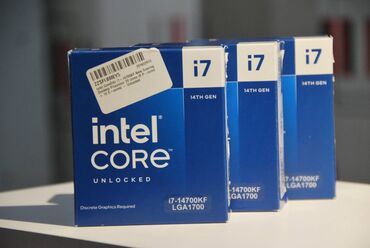 ZZSFL8REV5
i7
14TH GEN
intel
CORE
UNLOCKED
Discrete Graphics Required
i7-14700KF
LGA1700
i7
14TH GEN
i7-14700KF
LGA1700
i7
14TH GEN
-14700KF
LGA1700